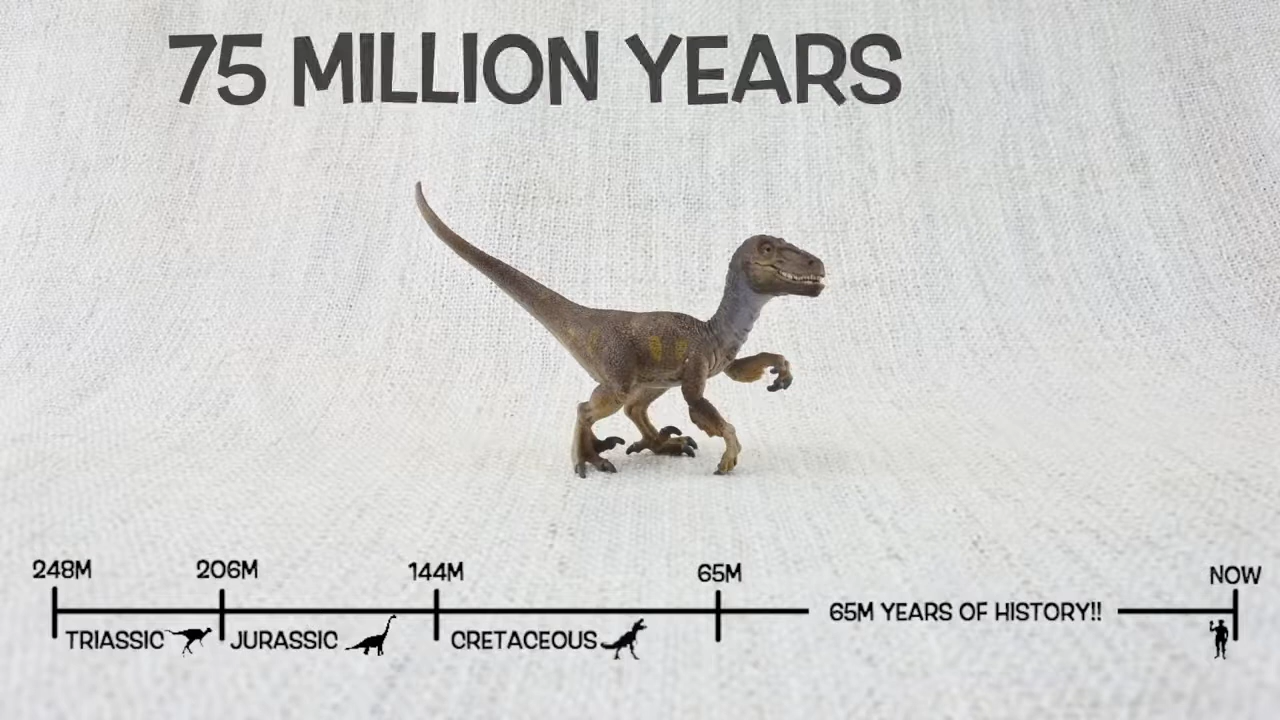 75 MILLION YEARS
248M 206M 144M 65M NOW
65M YEARS OF HISTORY!!
TRIASSIC JURASSIC CRETACEOUS